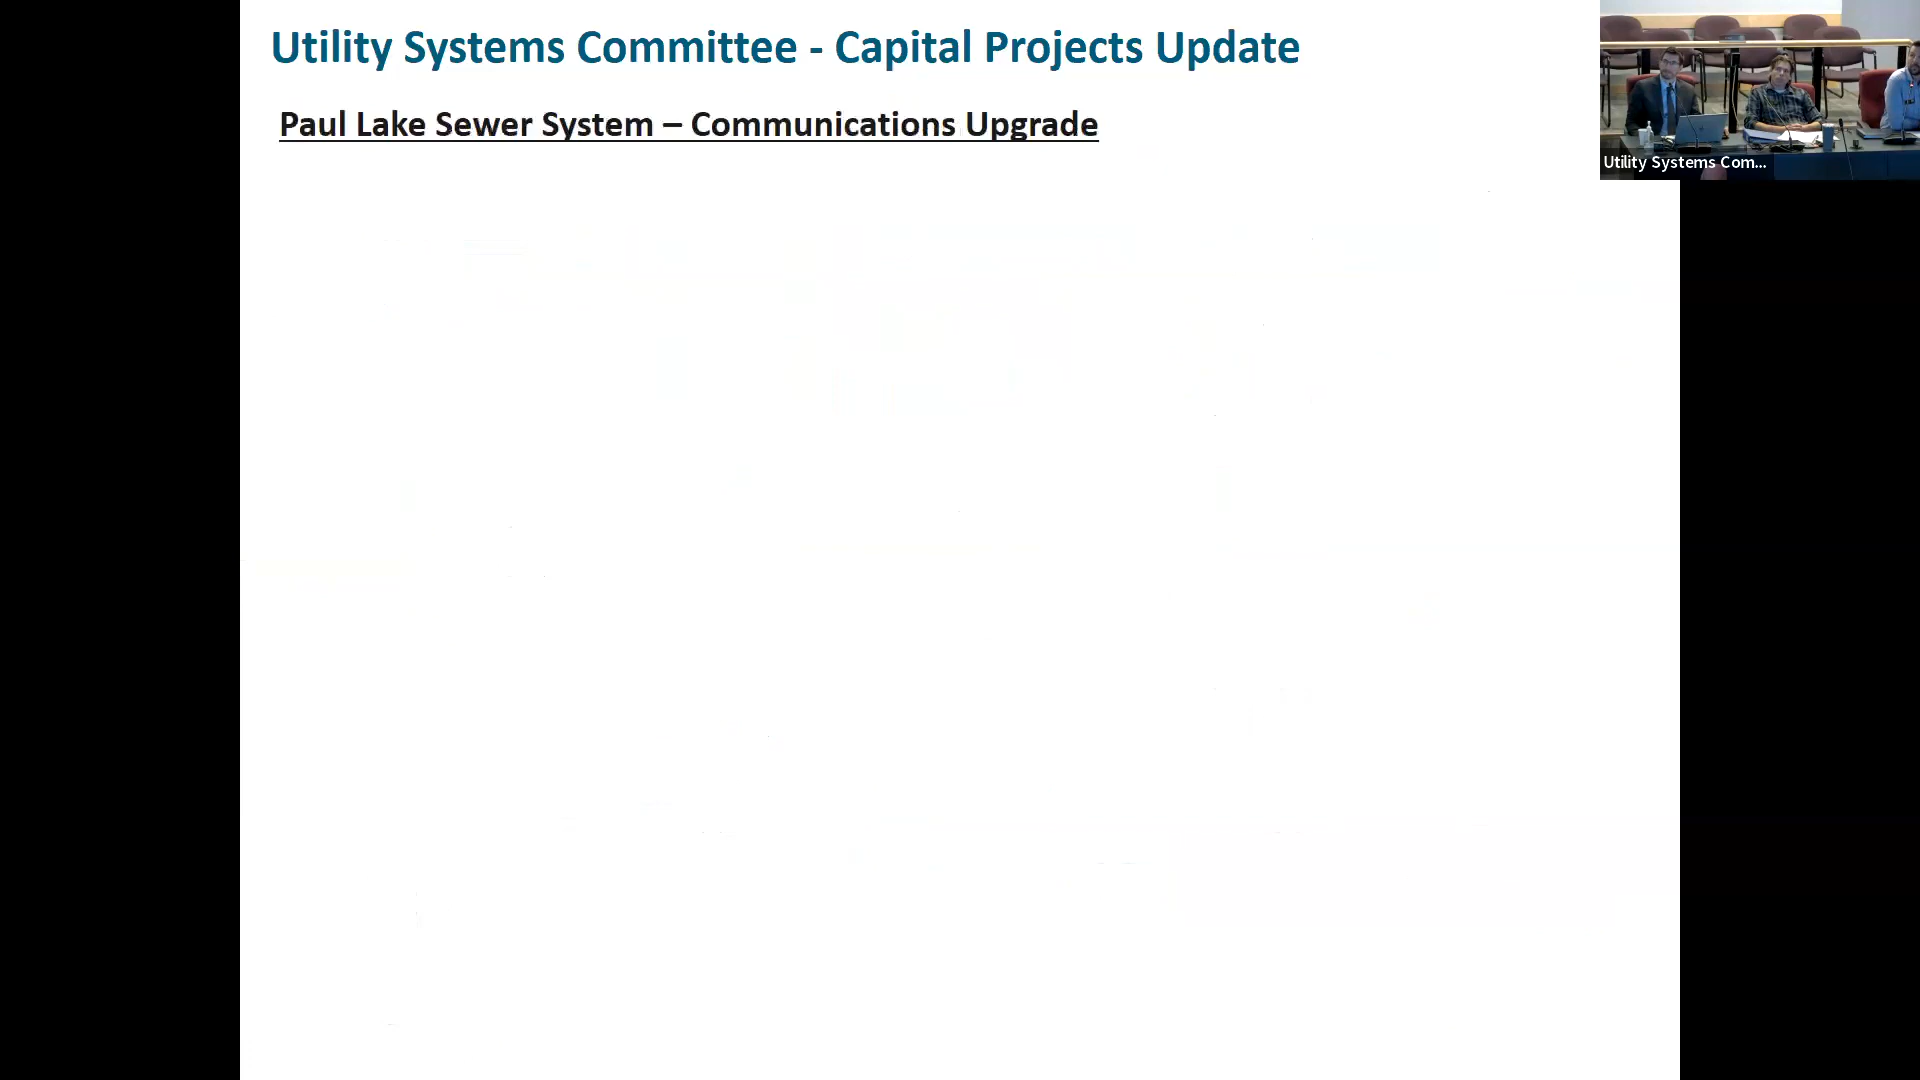 Utility Systems Committee - Capital Projects Update
Paul Lake Sewer System – Communications Upgrade
Utility Systems Com...